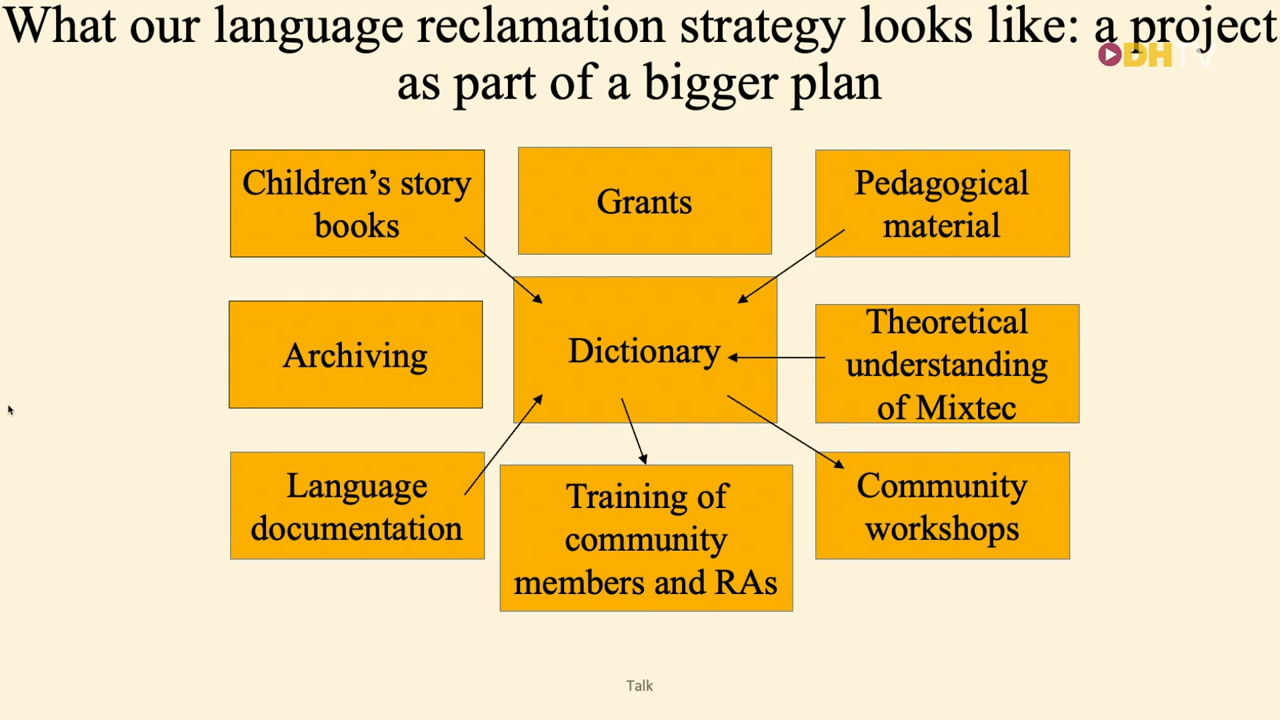 What our language reclamation strategy looks like: a project
as part of a bigger plan
DHTV
Children’s story
books
Grants
Pedagogical
material
Archiving
Dictionary
Theoretical
understanding
of Mixtec
Language
documentation
Training of
community
members and RAs
Community
workshops
Talk